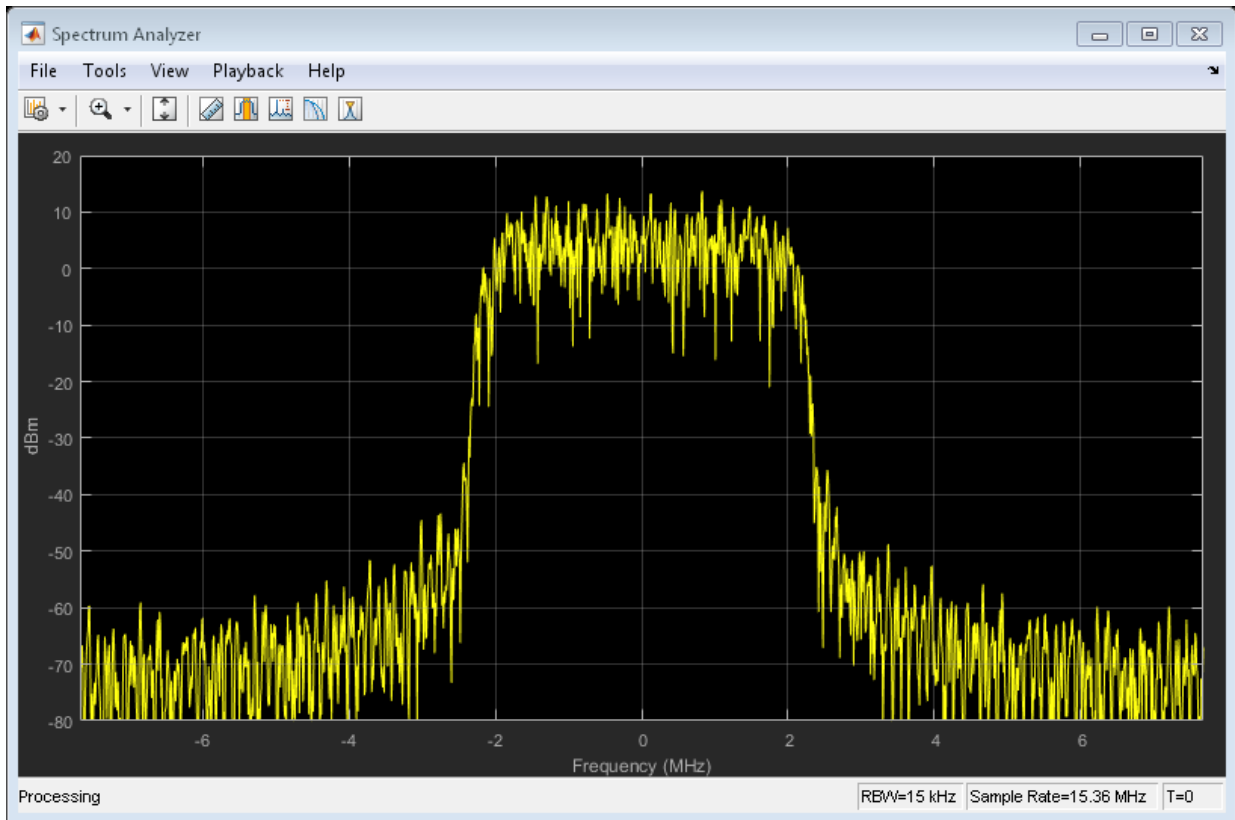 Spectrum Analyzer
File Tools View Playback Help
20
10
0
-10
-20
-30
-40
-50
-60
-70
-80
dBm
-6 -4 -2 0 2 4 6
Frequency (MHz)
Processing RBW=15 kHz Sample Rate=15.36 MHz T=0